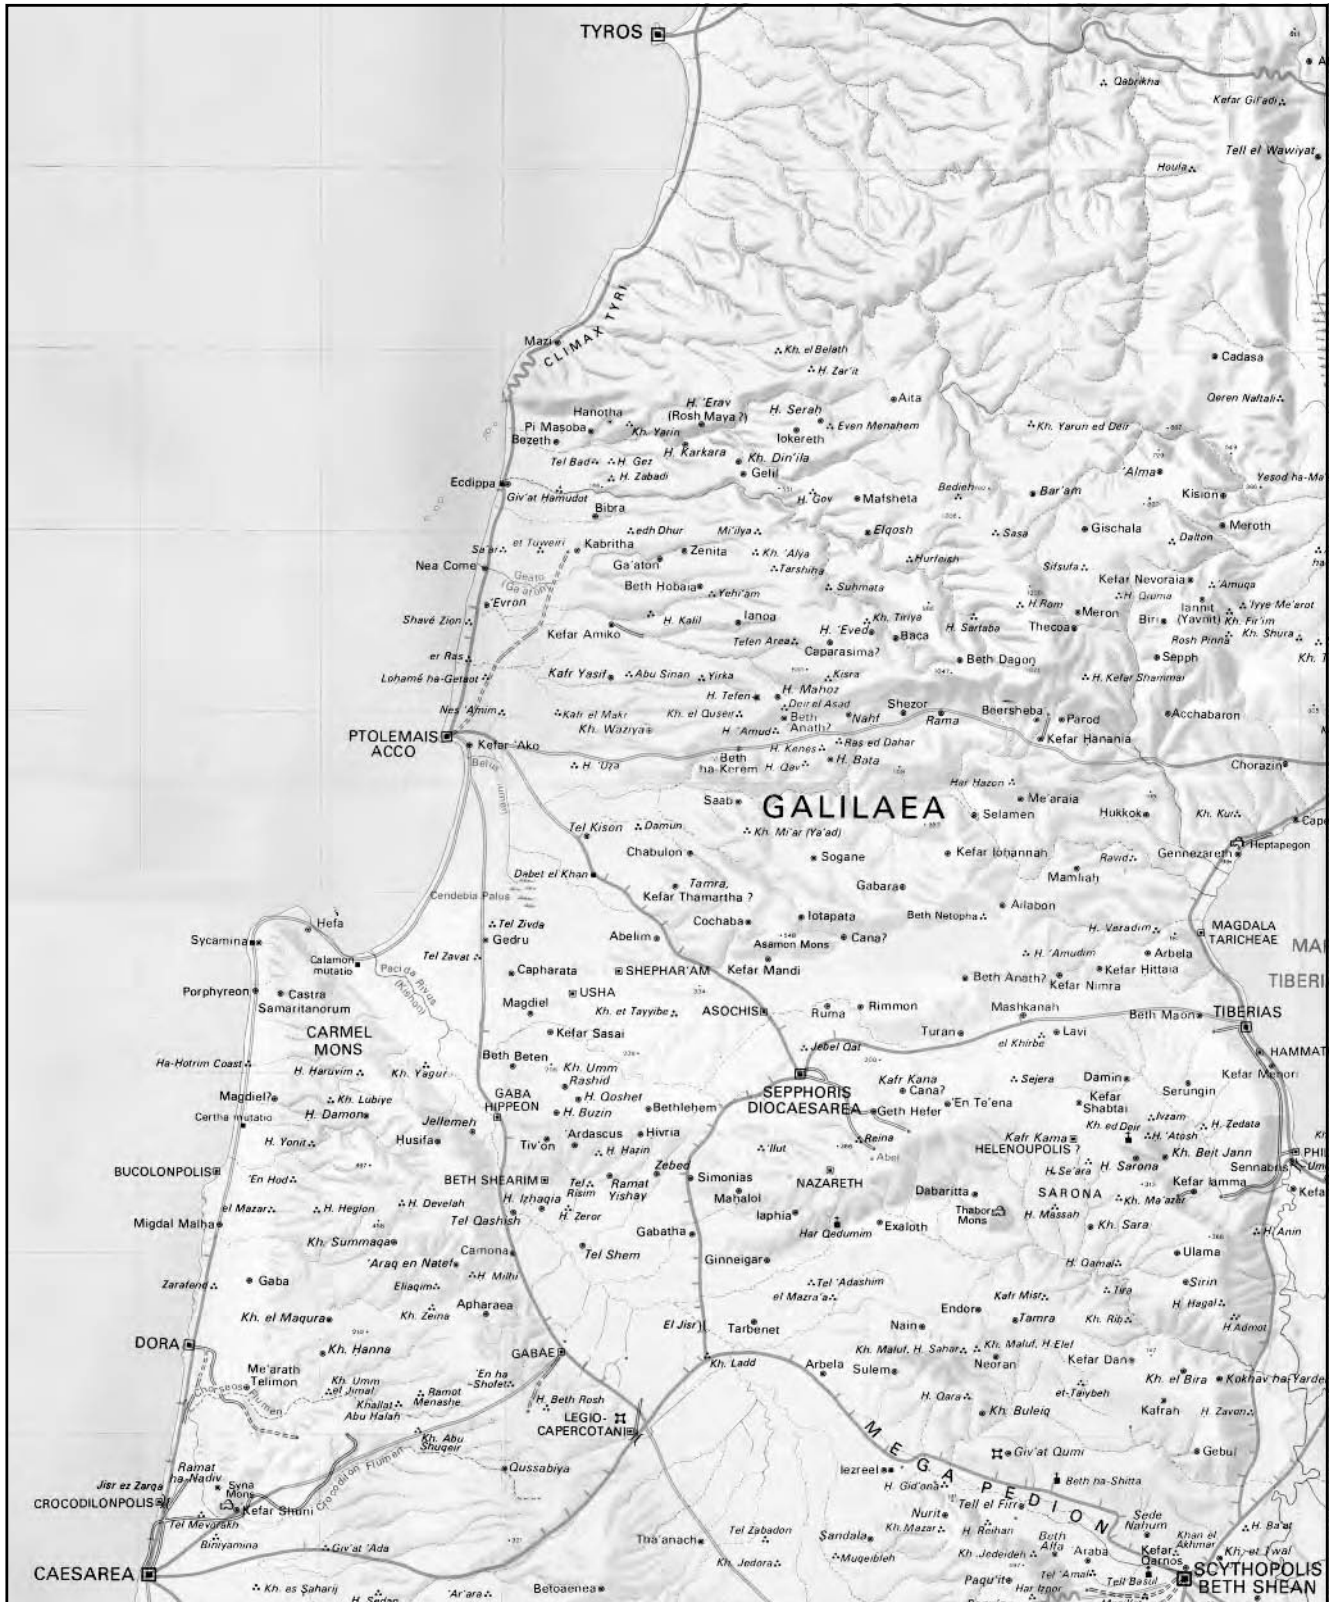 TYROS
Qabrikha
Kefar Gil'adi
Tell el Wawiyat
Houla
CLIMAX TYRI
Mazi
Kh. el Belath
H. Zar'it
Cadasa
Aita
Qeren Naftali
Hanotha
H. 'Erav
(Rosh Maya?)
H. Serah
Pi Maṣoba
Kh. Yarin
Even Menahem
Kh. Yarun ed Deir
Bezeth
Iokereth
H. Karkara
Kh. Din'ila
Tel Bad
H. Gez
H. Zabadi
Gelil
'Alma
Yesod ha-Ma'
Ecdippa
Giv'at Hamudot
H. Goy
Mafsheta
Bedieh
Bar'am
Kision
Bibra
edh Dhur
Mi'ilya
Elqosh
Sasa
Gischala
Meroth
Dalton
Sa'ar
et Tuweiri
Kabritha
Zenita
Kh. 'Alya
Hurfeish
Ga'aton
Tarshiha
Sifsufa
Nea Come
Geato
(Ga'aron)
Beth Hobaia
Yehi'am
Suhmata
Kefar Nevoraia
'Amuqa
'Evron
H. Rom
H. Qiuma
Iannit
(Yavnit)
'Iyye Me'arot
Shavé Zion
H. Kalil
Ianoa
Kh. Tiriya
H. Sartaba
Meron
Biri
Kh. Fir'im
Kefar Amiko
Tefen Area
H. 'Eved
Baca
Thecoa
Rosh Pinna
Kh. Shura
Caparasima?
er Ras
Beth Dagon
Sepph
Lohamé ha-Getaot
Kafr Yasif
Abu Sinan
Yirka
Kisra
H. Kefar Shammai
H. Tefen
H. Mahoz
Nes 'Amim
Kafr el Makr
Kh. el Quseir
Deir el Asad
Shezor
Beersheba
Acchabaron
Kh. Waziya
Beth
'Anath?
Nahf
Rama
Parod
PTOLEMAIS
ACCO
Kefar 'Ako
H. 'Amud
Kefar Hanania
Ras ed Dahar
H. Kenes
Belus
H. 'Uza
Beth
ha-Kerem
H. Qav
H. Bata
Chorazin
Har Hazon
Saab
GALILAEA
Me'araia
Selamen
Hukkok
Kh. Kur
Tel Kison
Damun
Kh. Mi'ar (Ya'ad)
Heptapegon
Chabulon
Sogane
Kefar Iohannah
Ravid
Gennezareth
Dabet el Khan
Mamliah
Tamra,
Kefar Thamartha ?
Gabara
Cendebia Palus
Ailabon
Hefa
Tel Zivda
Cochaba
Iotapata
Beth Netopha
H. Varadim
MAGDALA
TARICHEAE
Sycamina
Gedru
Abelim
Asamon Mons
Cana?
Calamon
mutatio
Tel Zavat
Kefar Mandi
H. 'Amudim
Arbela
Capharata
SHEPHAR'AM
Beth Anath?
Kefar Hittaia
Kefar Nimra
TIBERI
Porphyreon
Castra
Samaritanorum
Pacida
Rivus
(Kishon)
USHA
Magdiel
Kh. et Tayyibe
ASOCHIS
Ruma
Rimmon
Mashkanah
Beth Maon
TIBERIAS
CARMEL
MONS
Kefar Sasai
Turan
Lavi
el Khirbe
Jebel Qat
HAMMAT
Beth Beten
Ha-Hotrim Coast
H. Haruvim
Kh. Yagur
Kh. Umm
Rashid
SEPPHORIS
DIOCAESAREA
Kafr Kana
Cana?
Sejera
Damin
Serungin
Kefar Menori
Magdiel?
Kh. Lubiye
GABA
HIPPEON
H. Qoshet
H. Buzin
Bethlehem
Geth Hefer
'En Te'ena
Kefar
Shabtai
Certha mutatio
H. Damon
Jellemeh
Husifa
'Ardascus
Hivria
Kh. ed Deir
Ivzam
H. 'Atosh
H. Zedata
H. Yonit
Tiv'on
H. Hazin
'Ilut
Reina
Abel
Kafr Kama
HELENOUPOLIS ?
BUCOLONPOLIS
Zebed
Kh. Beit Jann
PHIL
'En Hod
BETH SHEARIM
Tel
Risim
Ramat
Yishay
Simonias
NAZARETH
H. Se'ara
H. Sarona
Sennabris
el Mazar
H. Heglon
H. Develah
H. Izhaqia
H. Zeror
Mahalol
Dabaritta
SARONA
Kh. Ma'azar
Kefar Iamma
Migdal Malha
Tel Qashish
Iaphia
Thabor
Mons
H. Massah
Gabatha
Har Qedumim
Exaloth
Kh. Sara
H. Anin
Kh. Summaqa
Camona
Tel Shem
Ginneigar
Ulama
'Araq en Natef
H. Qamal
Zarafend
Gaba
Eliaqim
H. Milhi
Tel 'Adashim
Sirin
Kh. Zeina
Apharaea
el Mazra'a
Kafr Misr
Tira
H. Hagal
Kh. el Maqura
El Jisr
Tarbenet
Endor
Nain
Tamra
Kh. Rib
H. Admot
DORA
Kh. Hanna
GABAE
Kh. Ladd
Kh. Maluf, H. Sahar
Kh. Maluf, H. Elef
Neoran
Kefar Dan
Arbela
Sulem
Me'arath
Telimon
Kh. Umm
el Jimal
'En ha
-Shofet
Kh. el Bira
Kokhav ha-Yarde
Chorseos Flumen
Khallat
Abu Halah
Ramot
Menashe
H. Beth Rosh
H. Qara
et-Taiybeh
Kafrah
H. Zavon
LEGIO-
CAPERCOTANI
Kh. Buleiq
Kh. Abu
Shuqeir
MEGA PEDION
Giv'at Qumi
Gebul
Ramat
ha-Nadiv
Qussabiya
Iezreel
Beth ha-Shitta
Jisr ez Zarqa
Syna
Mons
Crocodilon Flumen
H. Gid'ona
CROCODILONPOLIS
Kefar Shuni
Tell el Firr
Nurit
Sede
Nahum
Tel Mevorakh
Kh. Mazar
H. Reihan
Khan el
Akhmar
H. Ba'at
Biniyamina
Giv'at 'Ada
Tha'anach
Tel Zabadon
Sandala
Beth
Alfa
Kefar
Qarnos
Kh. et Twal
Kh. Jedora
Muqeibleh
Kh. Jedeideh
Araba
CAESAREA
Paqu'it
Tel 'Amal
Tell Basul
SCYTHOPOLIS
BETH SHEAN
Kh. es Saharij
H. Sedan
'Ar'ara
Betoaenea